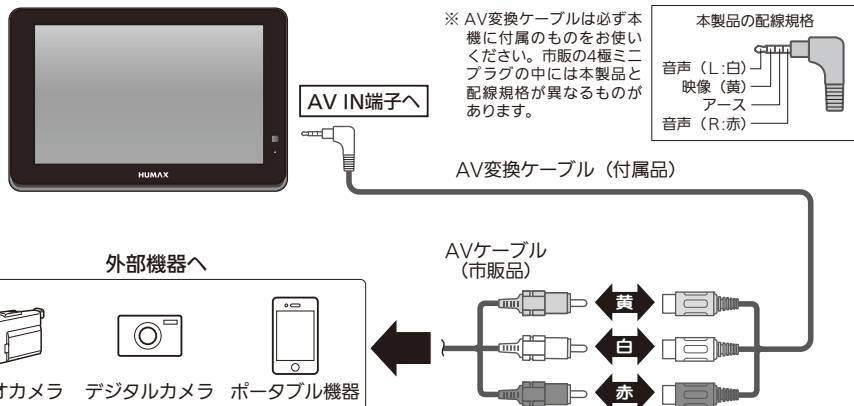 ※ AV変換ケーブルは必ず本
機に付属のものをお使い
ください。市販の4極ミニ
プラグの中には本製品と
配線規格が異なるものが
あります。
本製品の配線規格
音声（L:白）
映像（黄）
アース
音声（R:赤）
AV IN端子へ
HUMAX
AV変換ケーブル（付属品）
外部機器へ
AVケーブル
（市販品）
黄
白
赤
オカメラ
デジタルカメラ
ポータブル機器